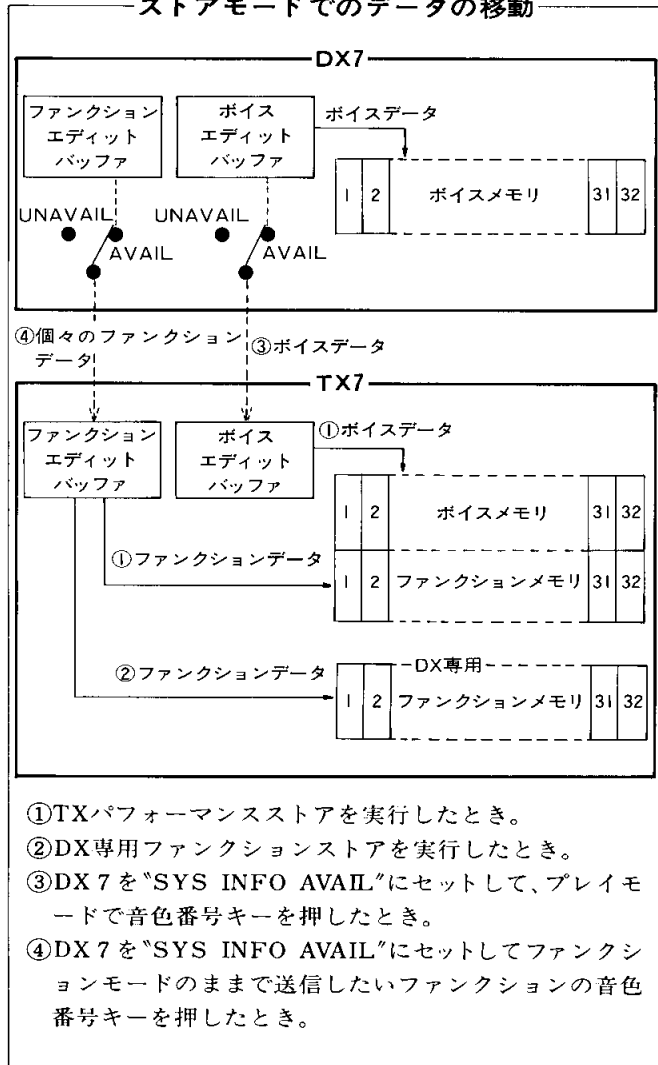 ストアモードでのデータの移動
DX7
ファンクション
エディット
バッファ
ボイス
エディット
バッファ
ボイスデータ
1 2 ボイスメモリ 31 32
UNAVAIL
AVAIL
UNAVAIL
AVAIL
④個々のファンクション
データ
③ボイスデータ
TX7
ファンクション
エディット
バッファ
ボイス
エディット
バッファ
①ボイスデータ
1 2 ボイスメモリ 31 32
①ファンクションデータ
1 2 ファンクションメモリ 31 32
②ファンクションデータ
DX専用
1 2 ファンクションメモリ 31 32
①TXパフォーマンスストアを実行したとき。
②DX専用ファンクションストアを実行したとき。
③DX7を"SYS INFO AVAIL"にセットして、プレイモ
ードで音色番号キーを押したとき。
④DX7を"SYS INFO AVAIL"にセットしてファンクシ
ョンモードのままで送信したいファンクションの音色
番号キーを押したとき。